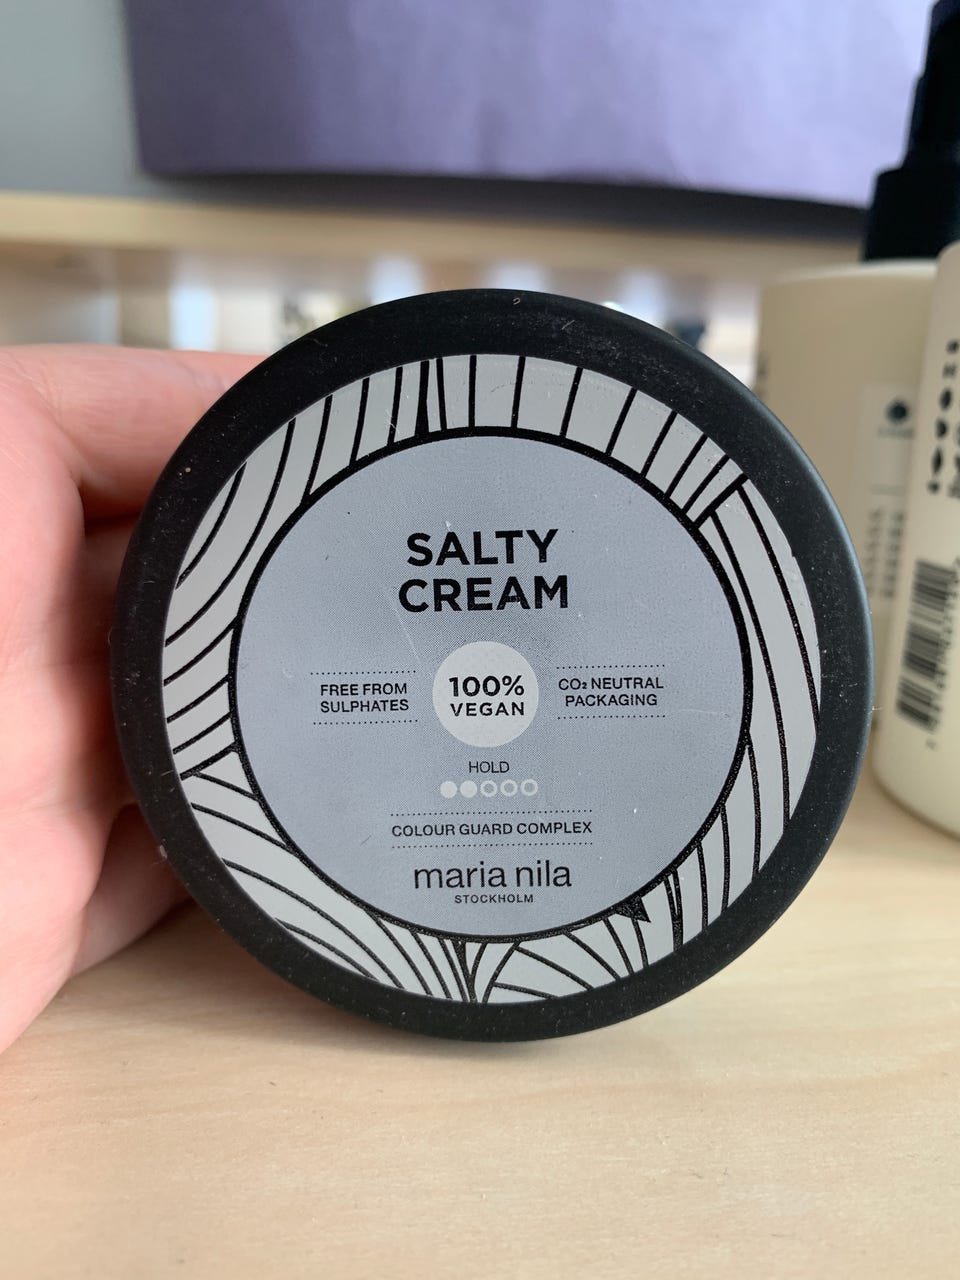 SALTY
CREAM
FREE FROM
SULPHATES
100%
VEGAN
CO₂ NEUTRAL
PACKAGING
HOLD
COLOUR GUARD COMPLEX
maria nila
STOCKHOLM